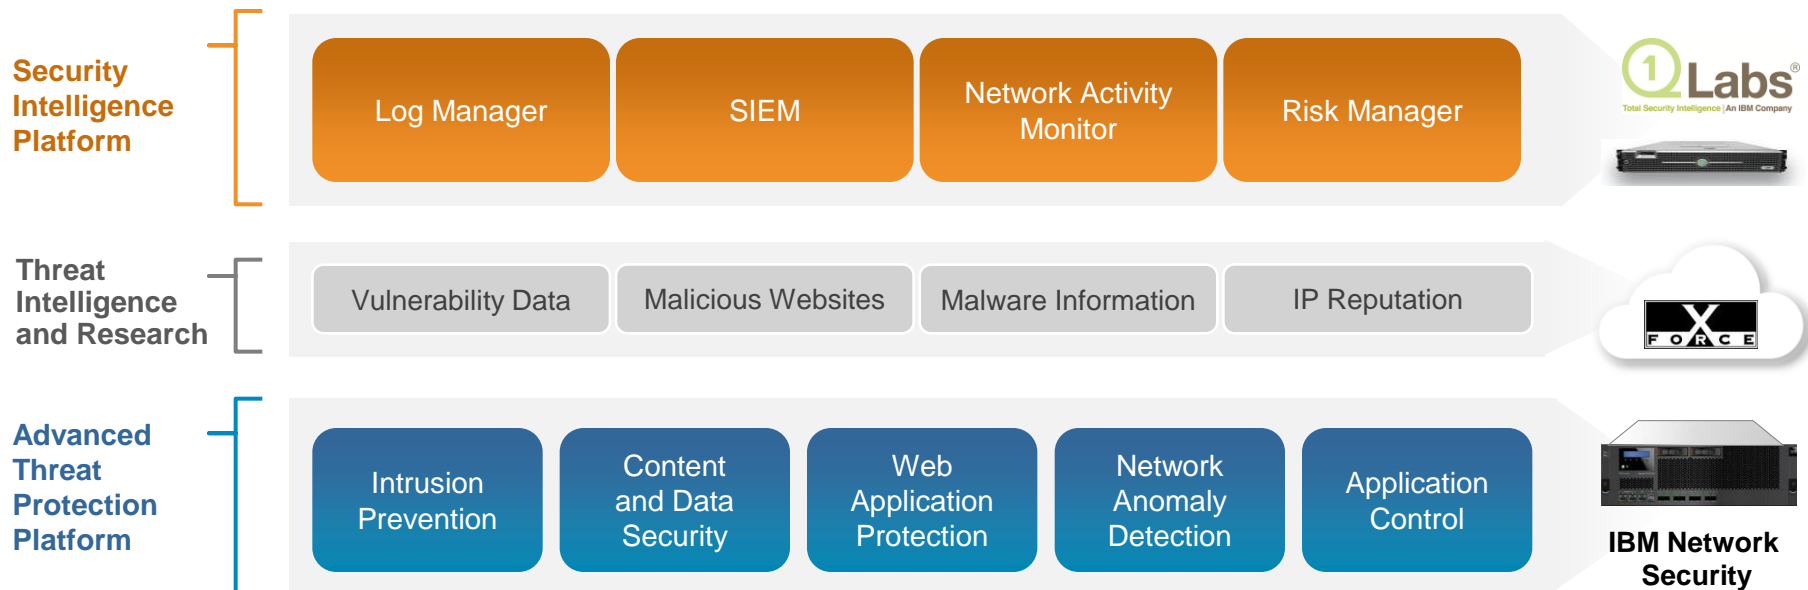 Security
Intelligence
Platform
Log Manager
SIEM
Network Activity
Monitor
Risk Manager
Q1 Labs®
Total Security Intelligence | An IBM Company
Threat
Intelligence
and Research
Vulnerability Data
Malicious Websites
Malware Information
IP Reputation
X
FORCE
Advanced
Threat
Protection
Platform
Intrusion
Prevention
Content
and Data
Security
Web
Application
Protection
Network
Anomaly
Detection
Application
Control
IBM Network
Security